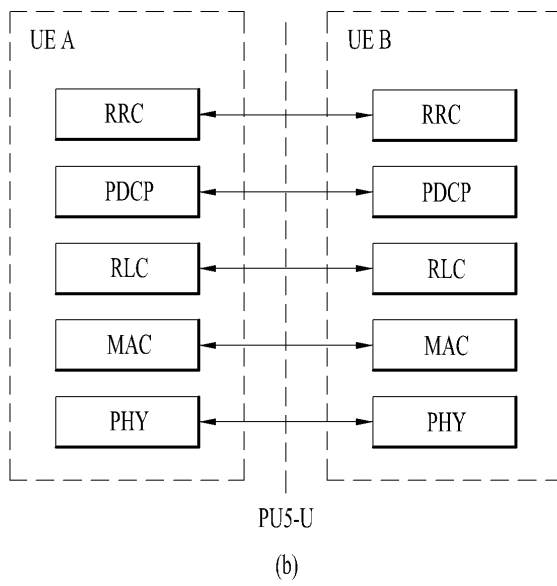 UE A UE B
RRC RRC
PDCP PDCP
RLC RLC
MAC MAC
PHY PHY
PU5-U
(b)